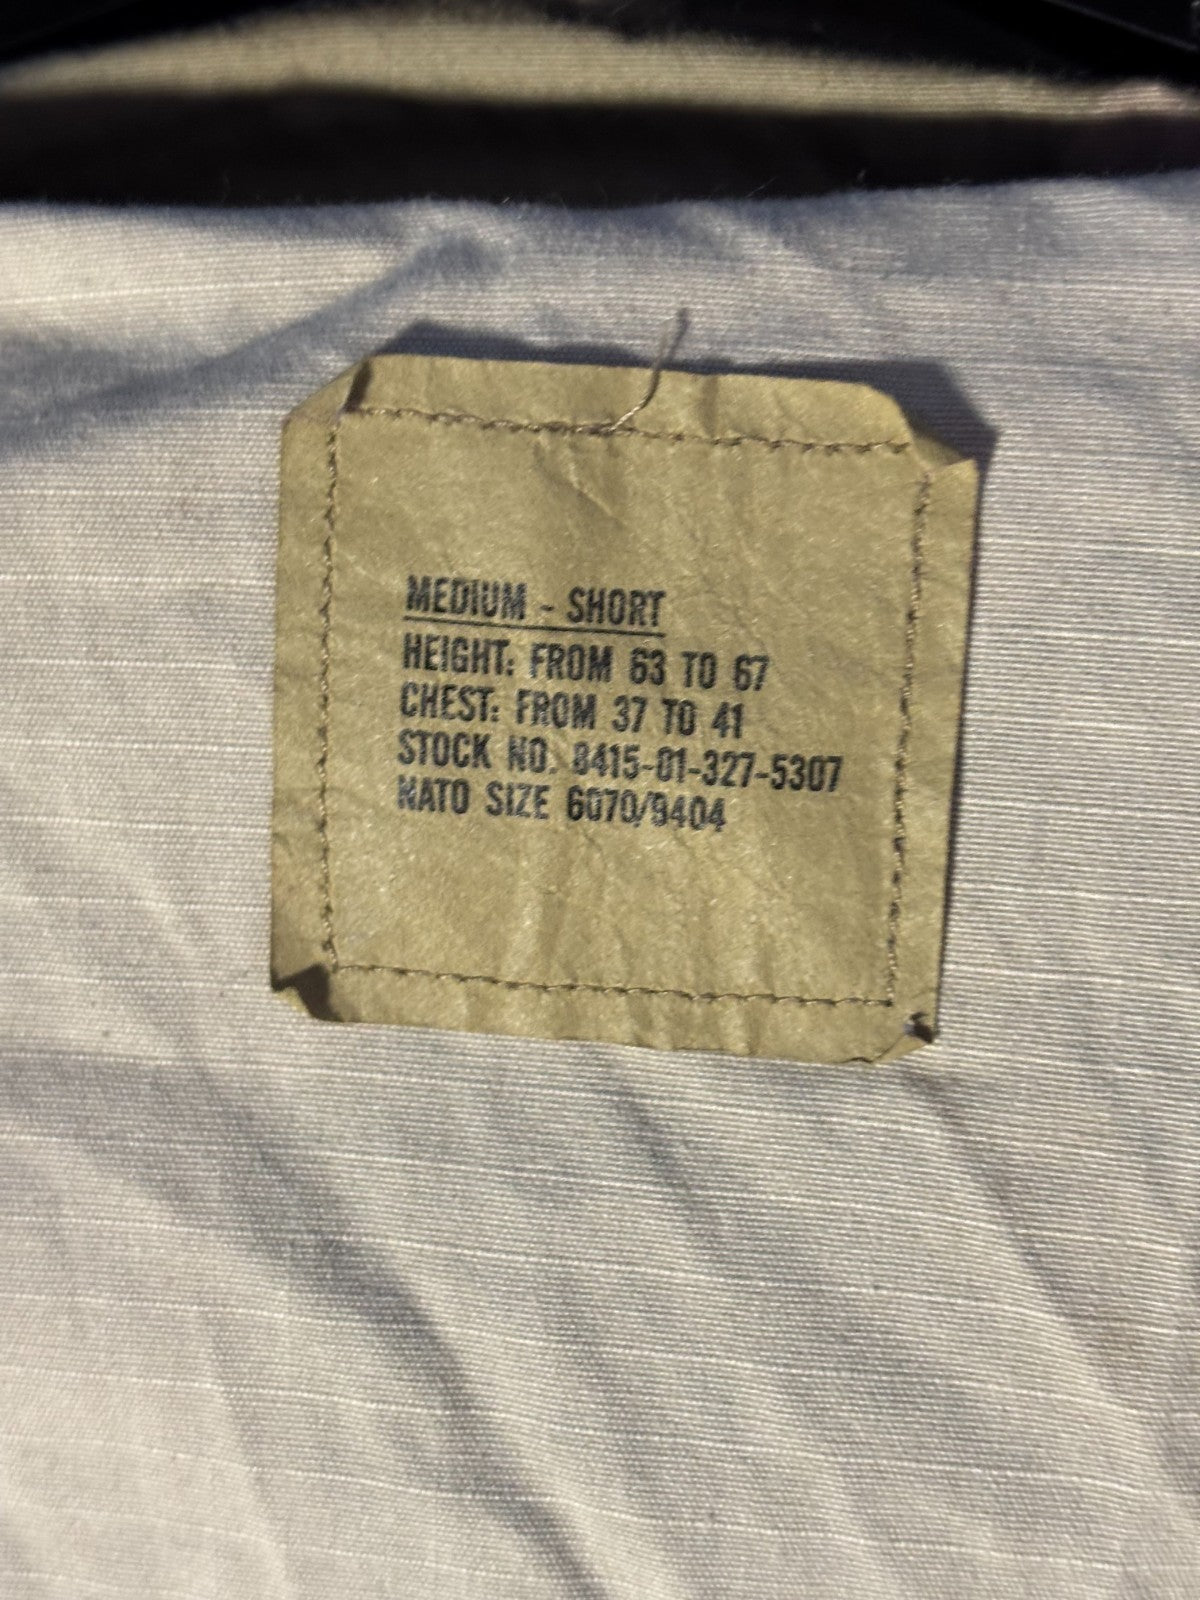 MEDIUM - SHORT
HEIGHT: FROM 63 TO 67
CHEST: FROM 37 TO 41
STOCK NO. 8415-01-327-5307
NATO SIZE 6070/9404